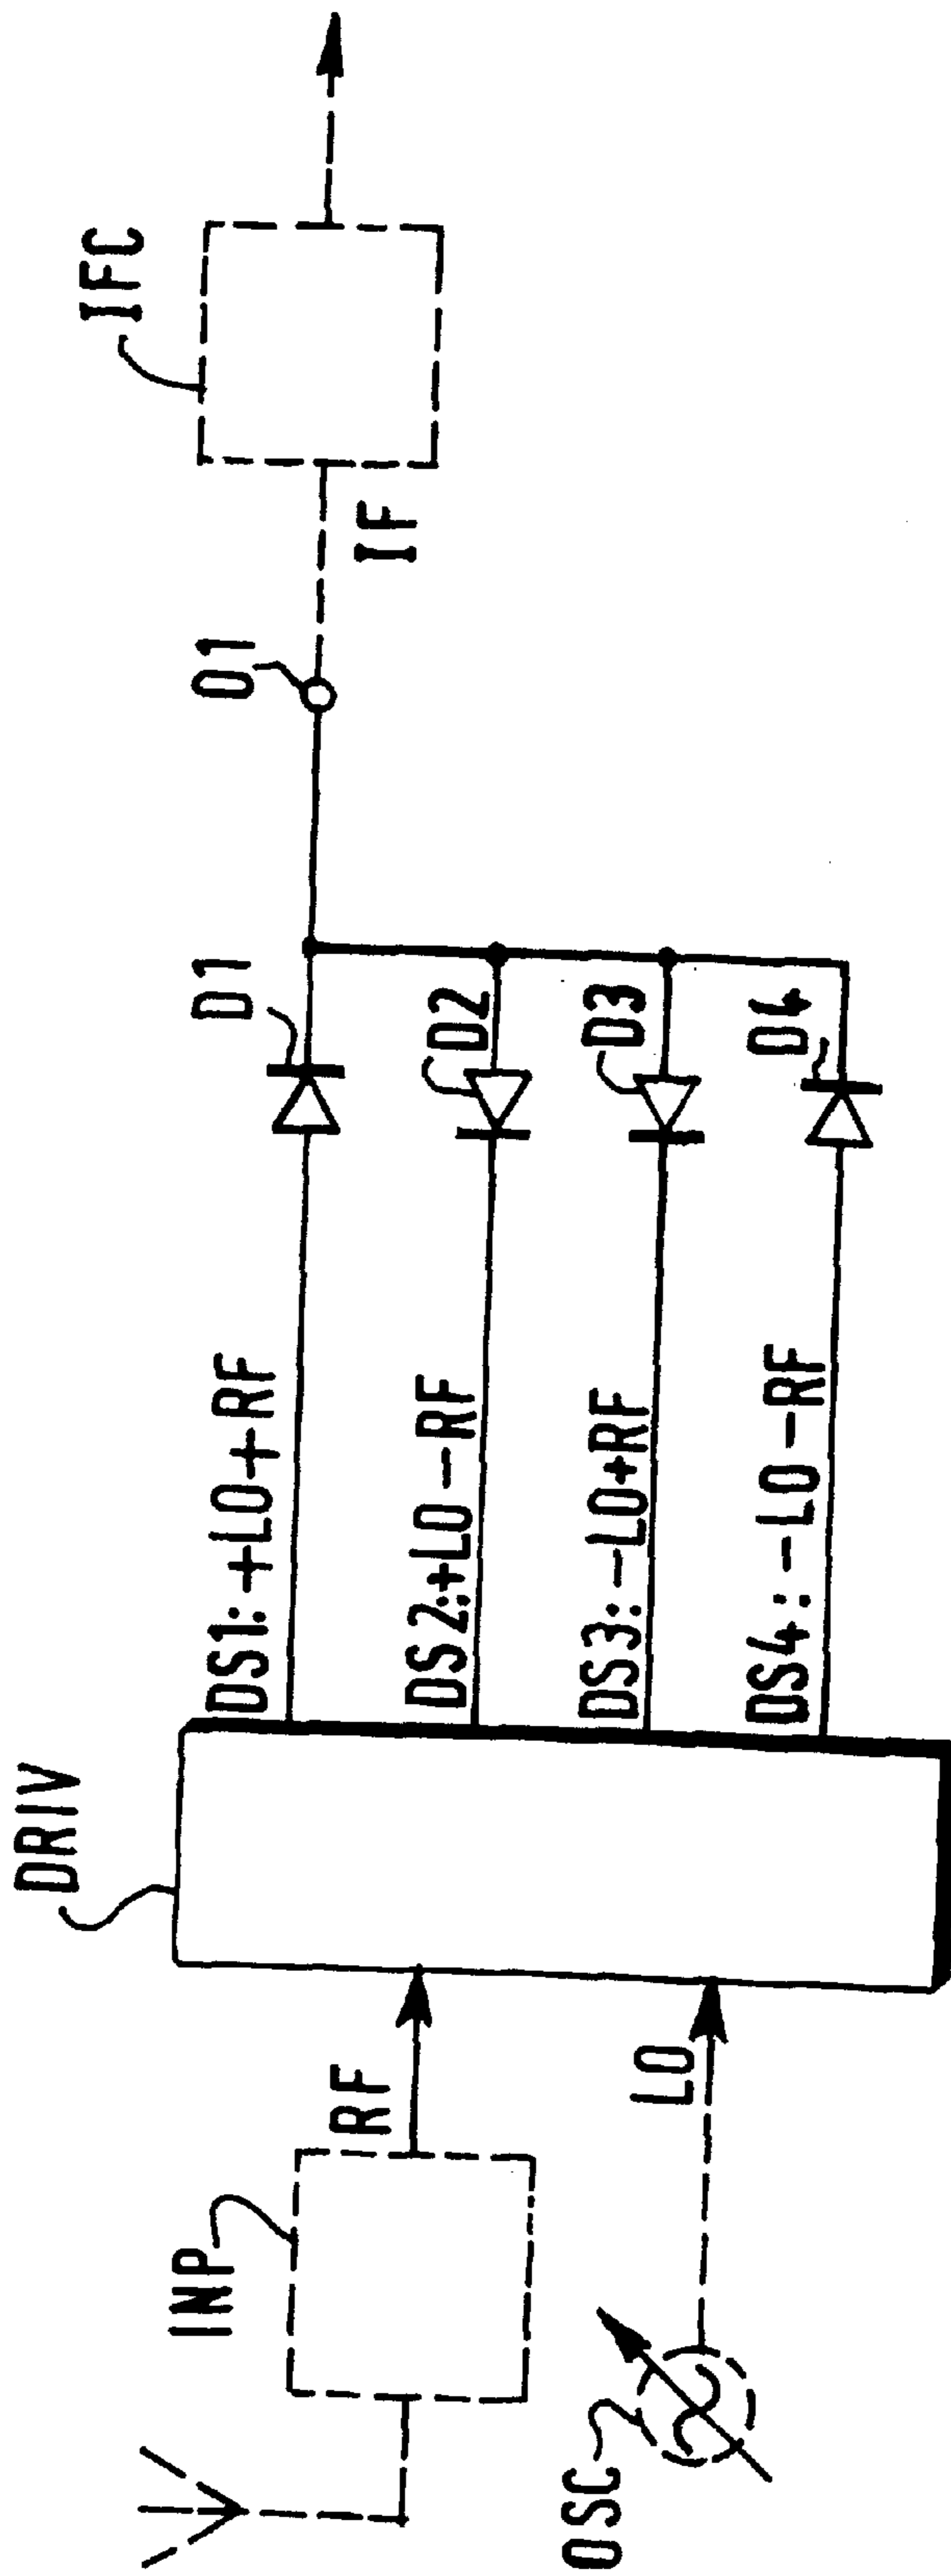 INP
RF
OSC
LO
DRIV
DS1: +LO+RF
DS2:+LO-RF
DS3:-LO+RF
DS4:-LO-RF
D1
D2
D3
D4
O1
IF
IFC